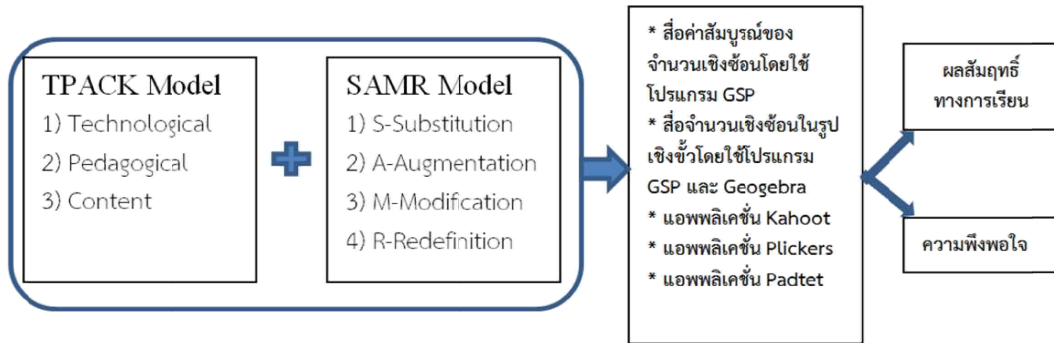 TPACK Model
1) Technological
2) Pedagogical
3) Content
SAMR Model
1) S-Substitution
2) A-Augmentation
3) M-Modification
4) R-Redefinition
* สื่อค่าสัมบูรณ์ของ
จำนวนเชิงซ้อนโดยใช้
โปรแกรม GSP
* สื่อจำนวนเชิงซ้อนในรูป
เชิงขั้วโดยใช้โปรแกรม
GSP และ Geogebra
* แอพพลิเคชั่น Kahoot
* แอพพลิเคชั่น Plickers
* แอพพลิเคชั่น Padtet
ผลสัมฤทธิ์
ทางการเรียน
ความพึงพอใจ